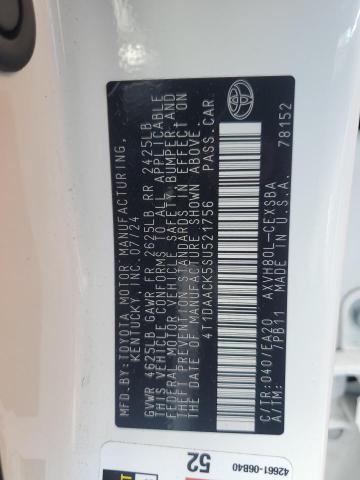 MFD. BY: TOYOTA MOTOR MANUFACTURING,
KENTUCKY, INC. 07/24
GVWR 4625LB GAWR FR 2625LB RR 2425LB
THIS VEHICLE CONFORMS TO ALL APPLICABLE
FEDERAL MOTOR VEHICLE SAFETY, BUMPER, AND
THEFT PREVENTION STANDARDS IN EFFECT ON
THE DATE OF MANUFACTURE SHOWN ABOVE.
4T1DAACK5SU521756 PASS.CAR
TOYOTA
C/TR:040/EA20 AXVH80L-CEXSBA
A/TM: /PB11 MADE IN U.S.A. 78152
52
42661-06B40